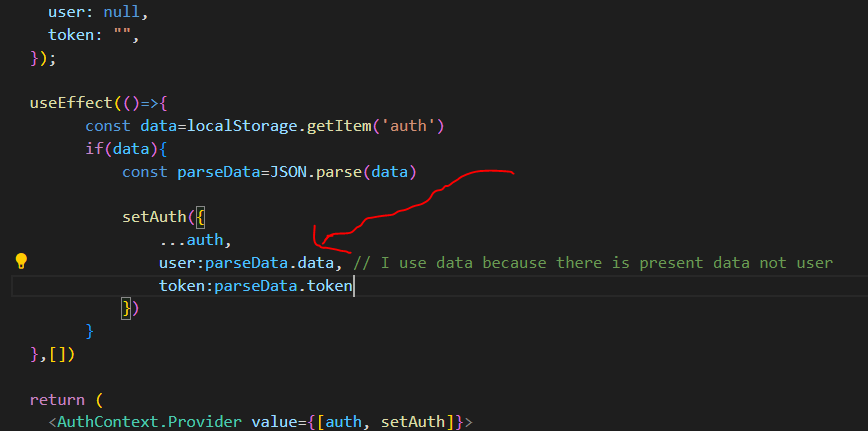 user: null,
token: "",
});
useEffect(()=>{
const data=localStorage.getItem('auth')
if(data){
const parseData=JSON.parse(data)
setAuth({
...auth,
user:parseData.data, // I use data because there is present data not user
token:parseData.token
})
}
},[])
return (
<AuthContext.Provider value={[auth, setAuth]}>